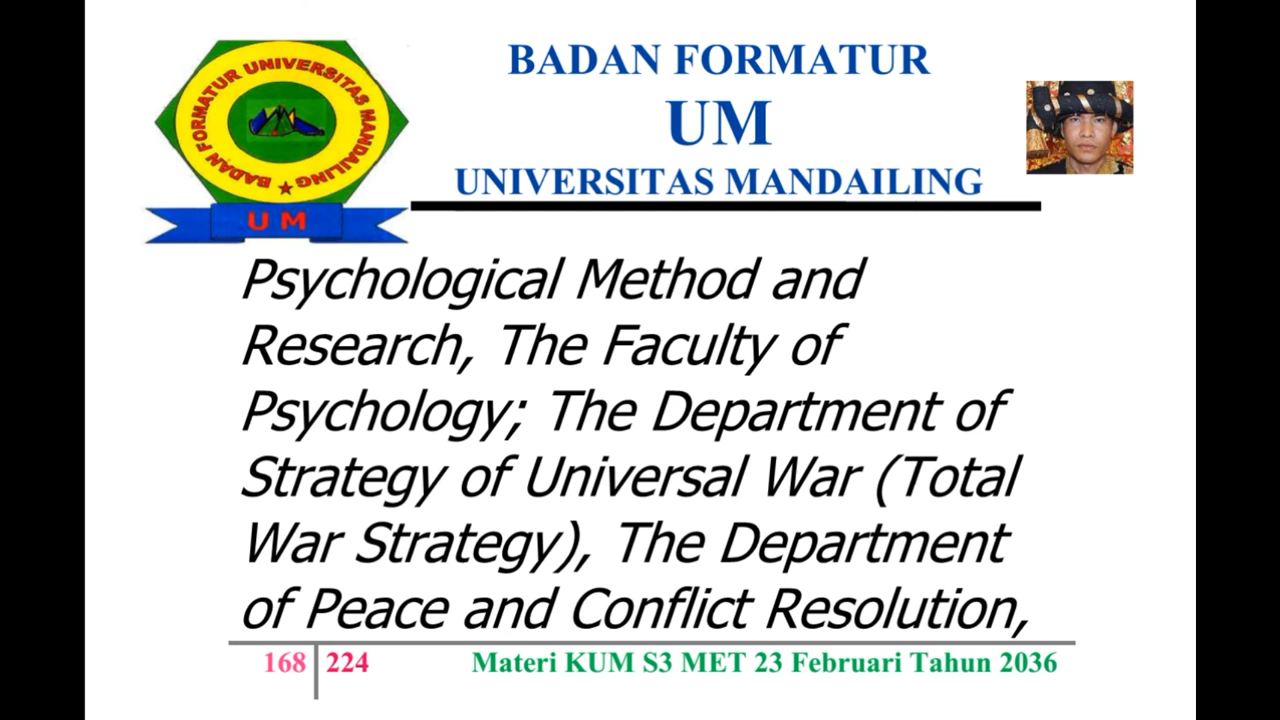 BADAN FORMATUR UNIVERSITAS MANDAILING
UM
BADAN FORMATUR
UM
UNIVERSITAS MANDAILING
Psychological Method and
Research, The Faculty of
Psychology; The Department of
Strategy of Universal War (Total
War Strategy), The Department
of Peace and Conflict Resolution,
168 224 Materi KUM S3 MET 23 Februari Tahun 2036